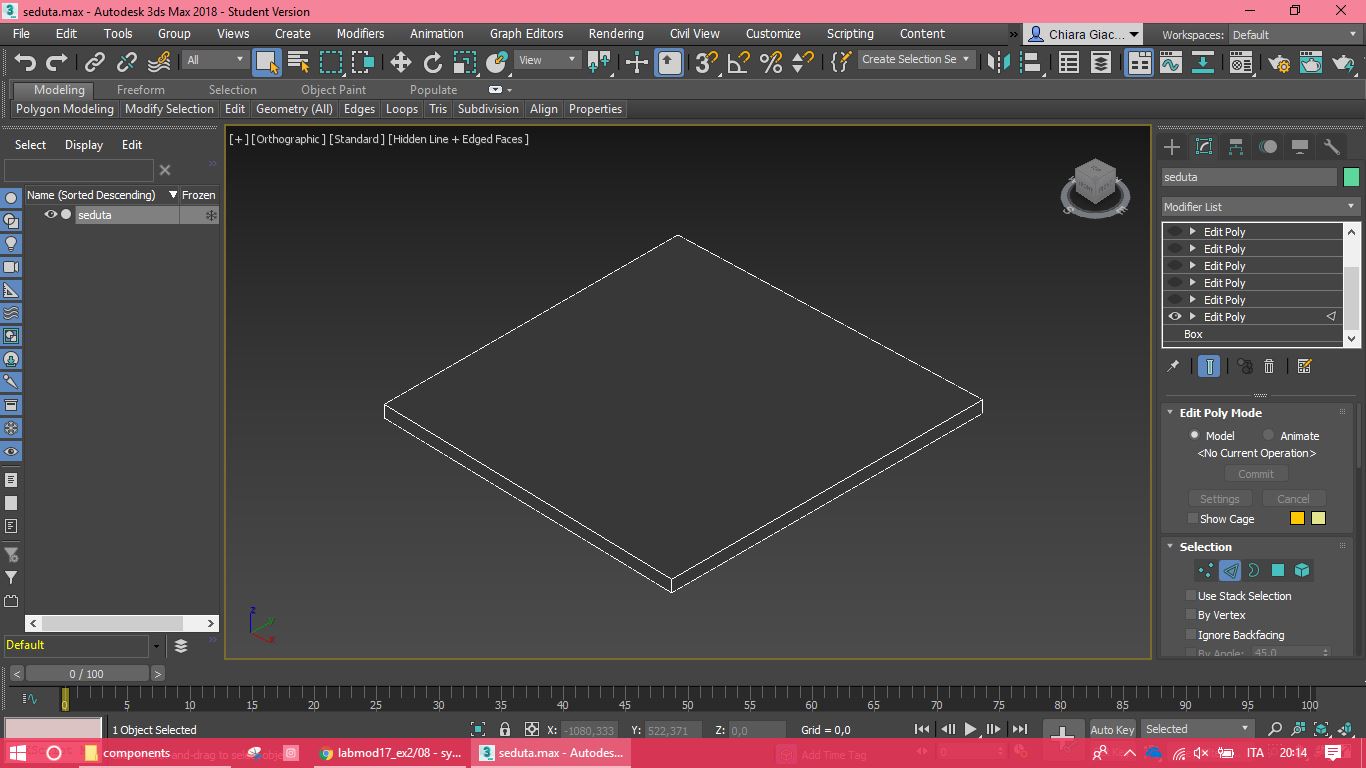 seduta.max - Autodesk 3ds Max 2018 - Student Version
File Edit Tools Group Views Create Modifiers Animation Graph Editors Rendering Civil View Customize Scripting Content » Chiara Giac... Workspaces: Default
All View Create Selection Se
Modeling Freeform Selection Object Paint Populate
Polygon Modeling Modify Selection Edit Geometry (All) Edges Loops Tris Subdivision Align Properties
Select Display Edit
[+] [Orthographic] [Standard] [Hidden Line + Edged Faces]
Name (Sorted Descending) Frozen
seduta
seduta
Modifier List
Edit Poly
Edit Poly
Edit Poly
Edit Poly
Edit Poly
Edit Poly
Box
Edit Poly Mode
Model Animate
<No Current Operation>
Commit
Settings Cancel
Show Cage
Selection
Use Stack Selection
By Vertex
Ignore Backfacing
By Angle: 45,0
z y x
Default
< 0 / 100 >
0 5 10 15 20 25 30 35 40 45 50 55 60 65 70 75 80 85 90 95 100
1 Object Selected X: -1080,333 Y: 522,371 Z: 0,0 Grid = 0,0 Auto Key Selected
Add Time Tag
components labmod17_ex2/08 - sy... seduta.max - Autodes... ITA 20:14